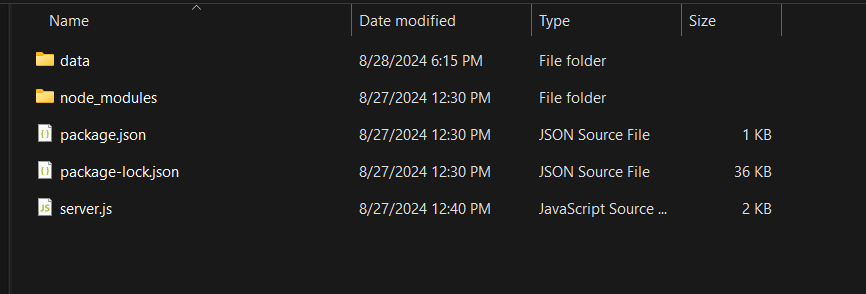 Name Date modified Type Size
data 8/28/2024 6:15 PM File folder
node_modules 8/27/2024 12:30 PM File folder
package.json 8/27/2024 12:30 PM JSON Source File 1 KB
package-lock.json 8/27/2024 12:30 PM JSON Source File 36 KB
server.js 8/27/2024 12:40 PM JavaScript Source ... 2 KB